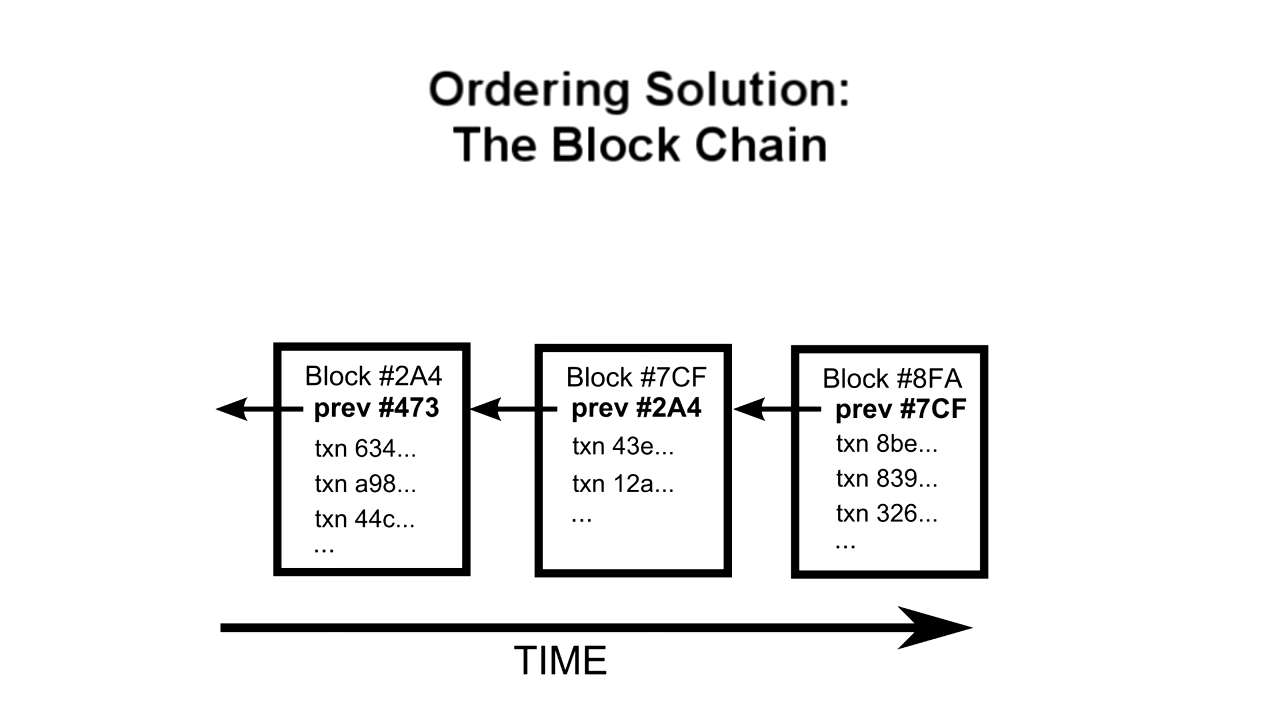 Ordering Solution:
The Block Chain
Block #2A4
prev #473
txn 634...
txn a98...
txn 44c...
...
Block #7CF
prev #2A4
txn 43e...
txn 12a...
...
Block #8FA
prev #7CF
txn 8be...
txn 839...
txn 326...
...
TIME